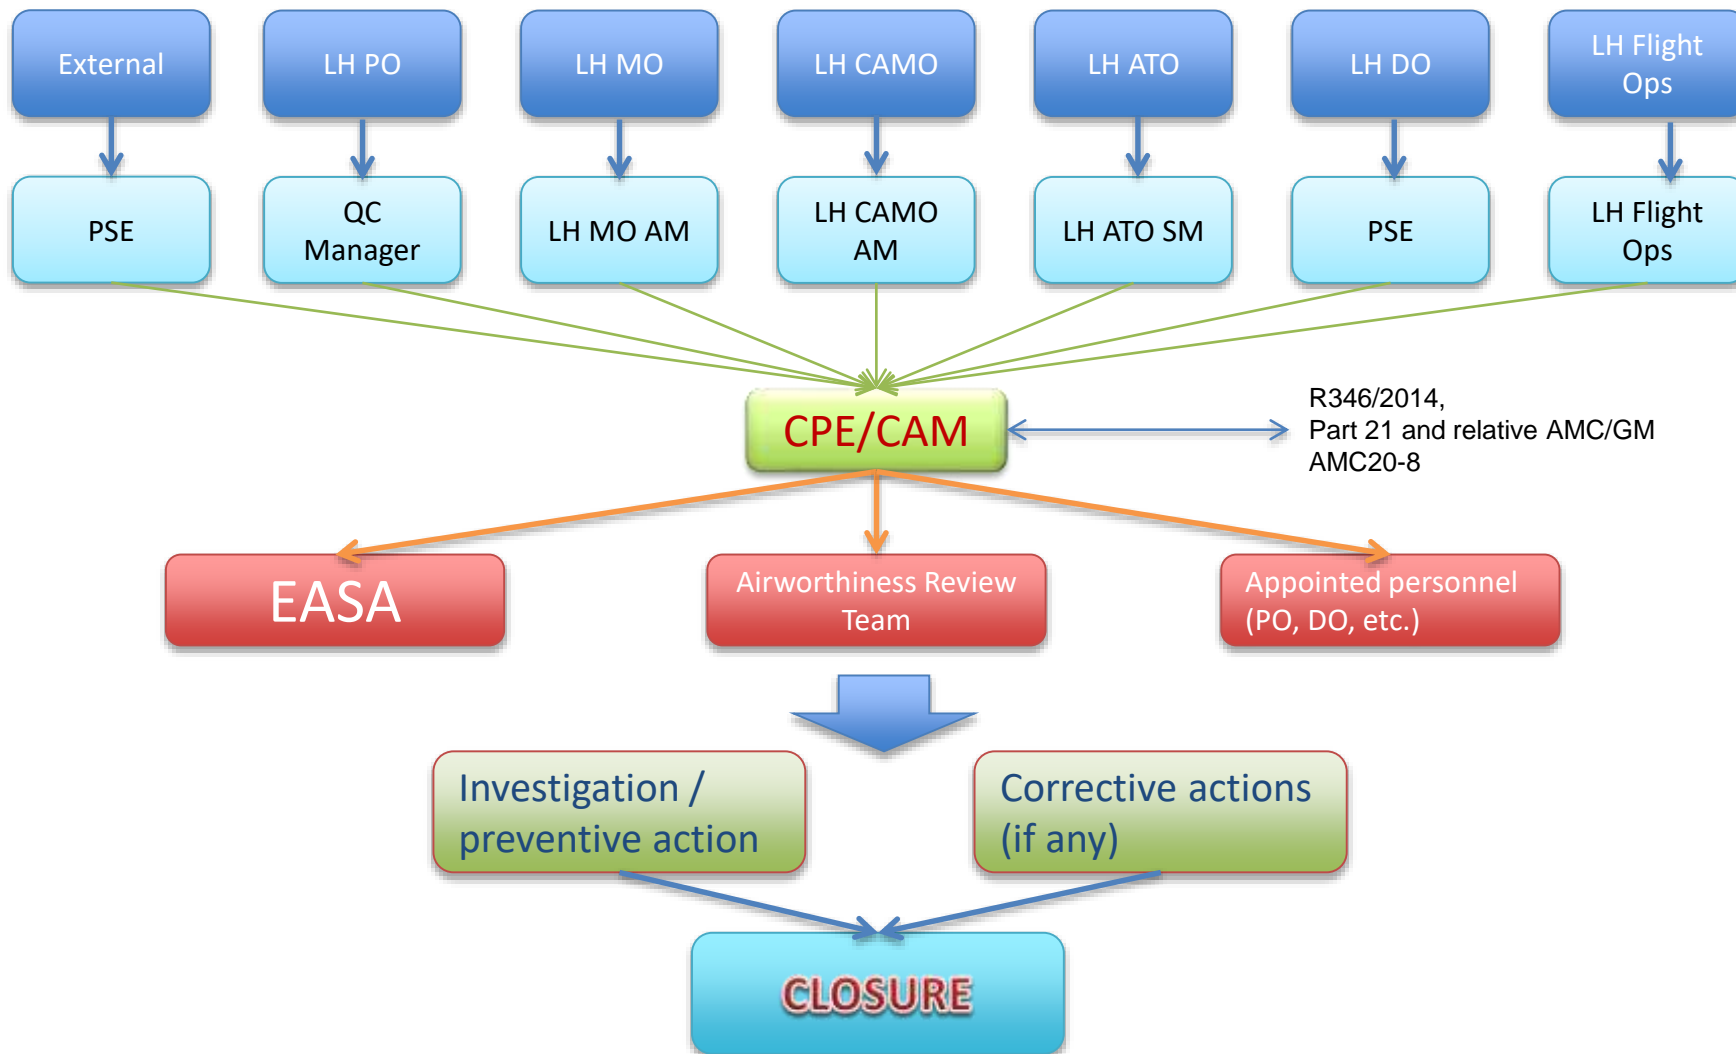 External
LH PO
LH MO
LH CAMO
LH ATO
LH DO
LH Flight
Ops
PSE
QC
Manager
LH MO AM
LH CAMO
AM
LH ATO SM
PSE
LH Flight
Ops
CPE/CAM
R346/2014,
Part 21 and relative AMC/GM
AMC20-8
EASA
Airworthiness Review
Team
Appointed personnel
(PO, DO, etc.)
Investigation /
preventive action
Corrective actions
(if any)
CLOSURE